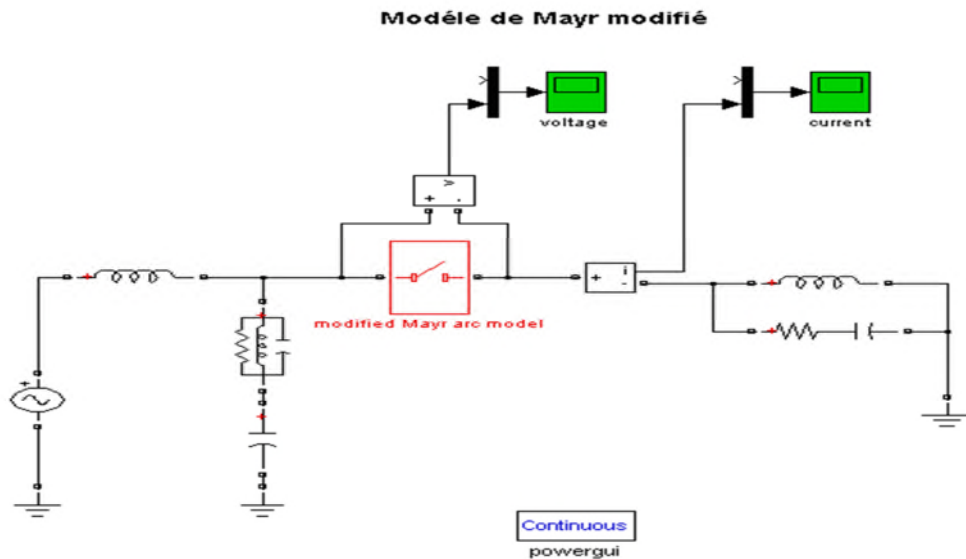 Modéle de Mayr modifié
voltage
current
modified Mayr arc model
Continuous
powergui